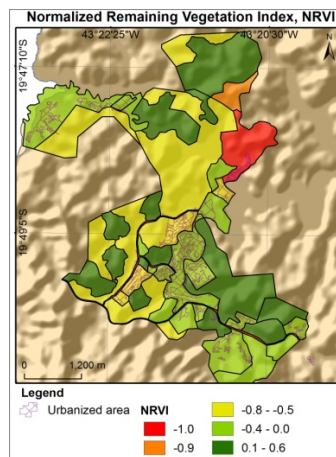 Normalized Remaining Vegetation Index, NRVI
43°22'25"W
43°20'30"W
N
19°47'10"S
19°49'5"S
0
1,200 m
Legend
Urbanized area
NRVI
-1.0
-0.9
-0.8 - -0.5
-0.4 - 0.0
0.1 - 0.6